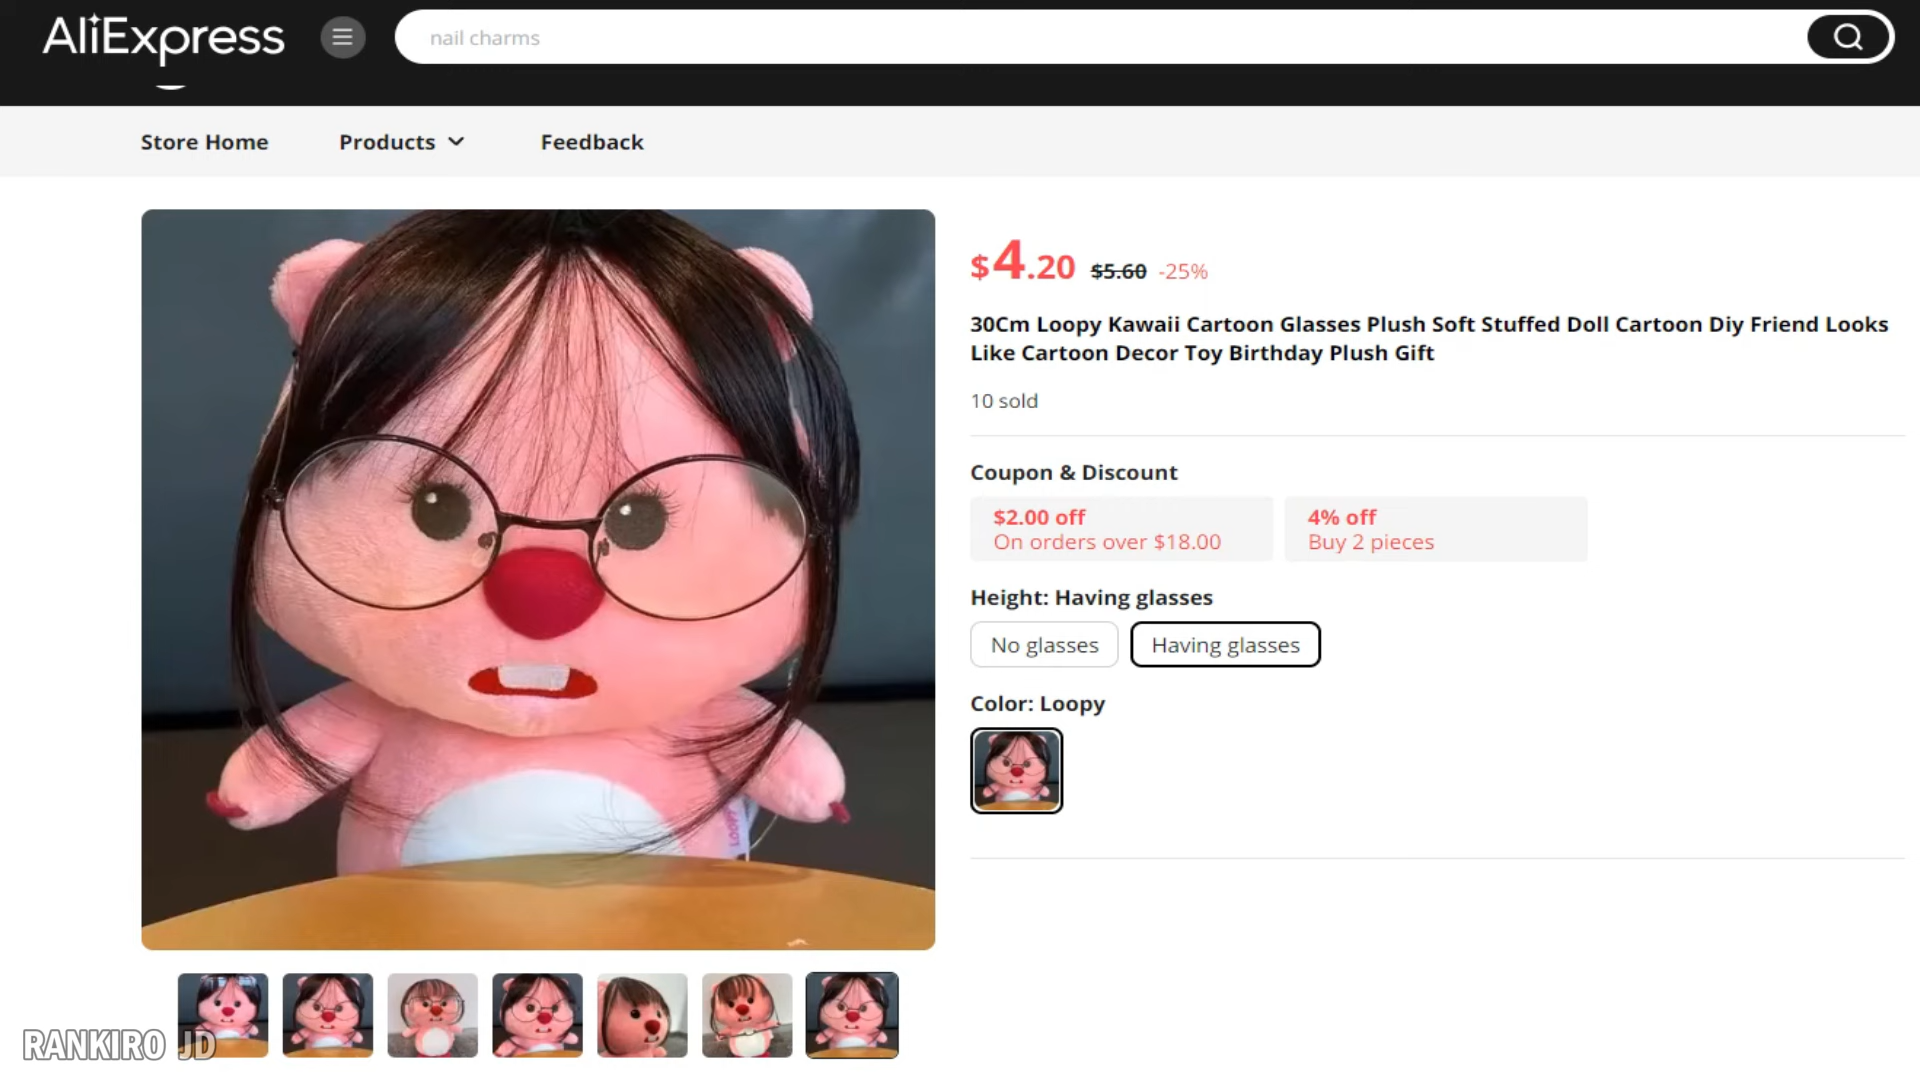 AliExpress
nail charms
Store Home
Products
Feedback
$4.20 $5.60 -25%
30Cm Loopy Kawaii Cartoon Glasses Plush Soft Stuffed Doll Cartoon Diy Friend Looks
Like Cartoon Decor Toy Birthday Plush Gift
10 sold
Coupon & Discount
$2.00 off
On orders over $18.00
4% off
Buy 2 pieces
Height: Having glasses
No glasses
Having glasses
Color: Loopy
LOOPY
RANKIRO JD